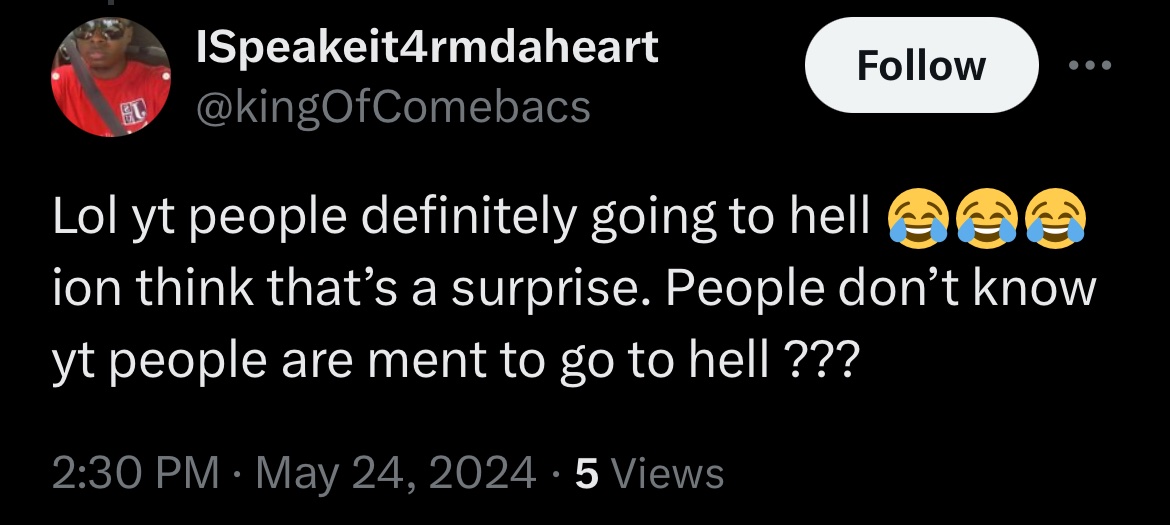 ISpeakeit4rmdaheart
@kingOfComebacs
Follow
Lol yt people definitely going to hell 😂😂😂
ion think that’s a surprise. People don’t know
yt people are ment to go to hell ???
2:30 PM · May 24, 2024 · 5 Views